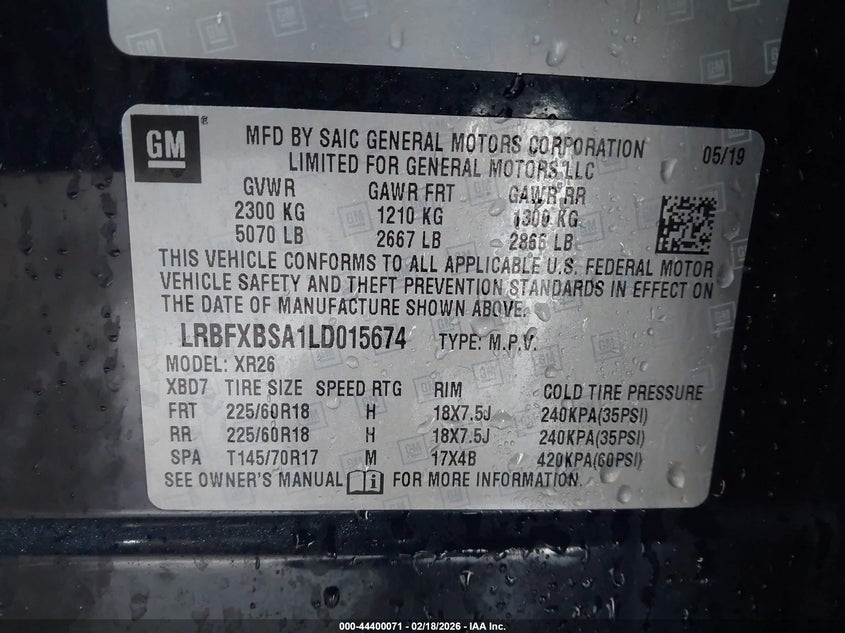 GM
MFD BY SAIC GENERAL MOTORS CORPORATION
LIMITED FOR GENERAL MOTORS LLC
05/19
GVWR GAWR FRT GAWR RR
2300 KG 1210 KG 1300 KG
5070 LB 2667 LB 2866 LB
THIS VEHICLE CONFORMS TO ALL APPLICABLE U.S. FEDERAL MOTOR
VEHICLE SAFETY AND THEFT PREVENTION STANDARDS IN EFFECT ON
THE DATE OF MANUFACTURE SHOWN ABOVE.
LRBFXBSA1LD015674 TYPE: M.P.V.
MODEL: XR26
XBD7 TIRE SIZE SPEED RTG RIM COLD TIRE PRESSURE
FRT 225/60R18 H 18X7.5J 240KPA(35PSI)
RR 225/60R18 H 18X7.5J 240KPA(35PSI)
SPA T145/70R17 M 17X4B 420KPA(60PSI)
SEE OWNER'S MANUAL i FOR MORE INFORMATION.
000-44400071 - 02/18/2026 - IAA Inc.